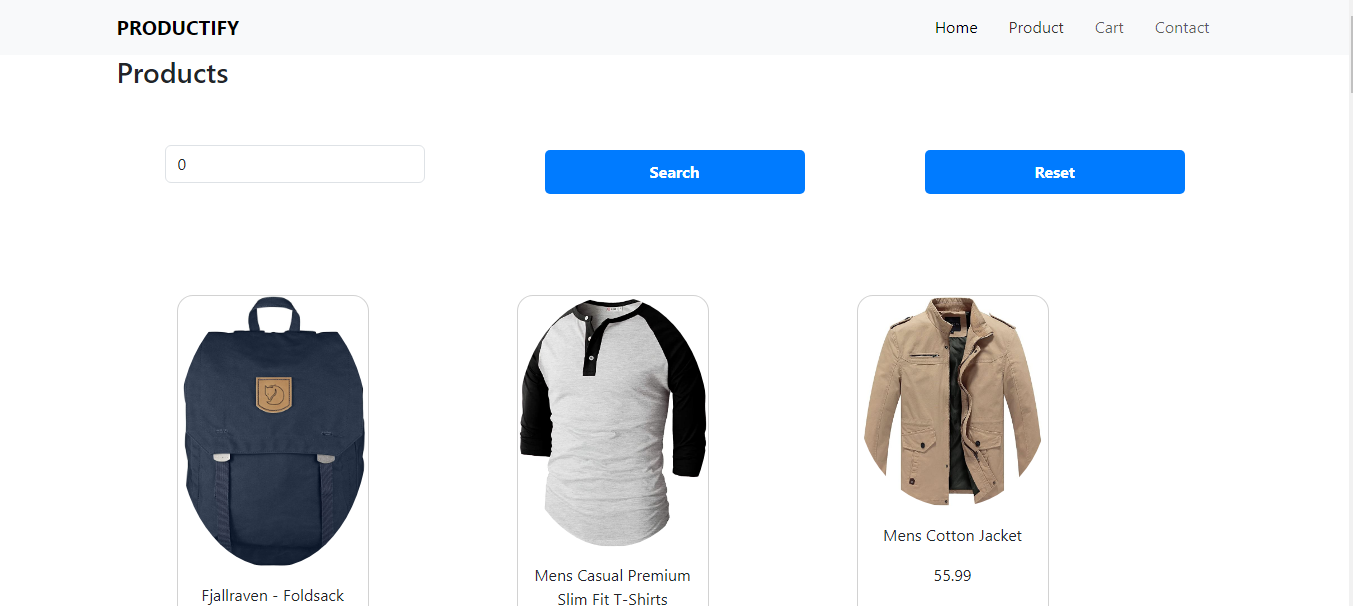 PRODUCTIFY
Home Product Cart Contact
Products
0
Search
Reset
Fjallraven - Foldsack
Mens Casual Premium
Slim Fit T-Shirts
Mens Cotton Jacket
55.99